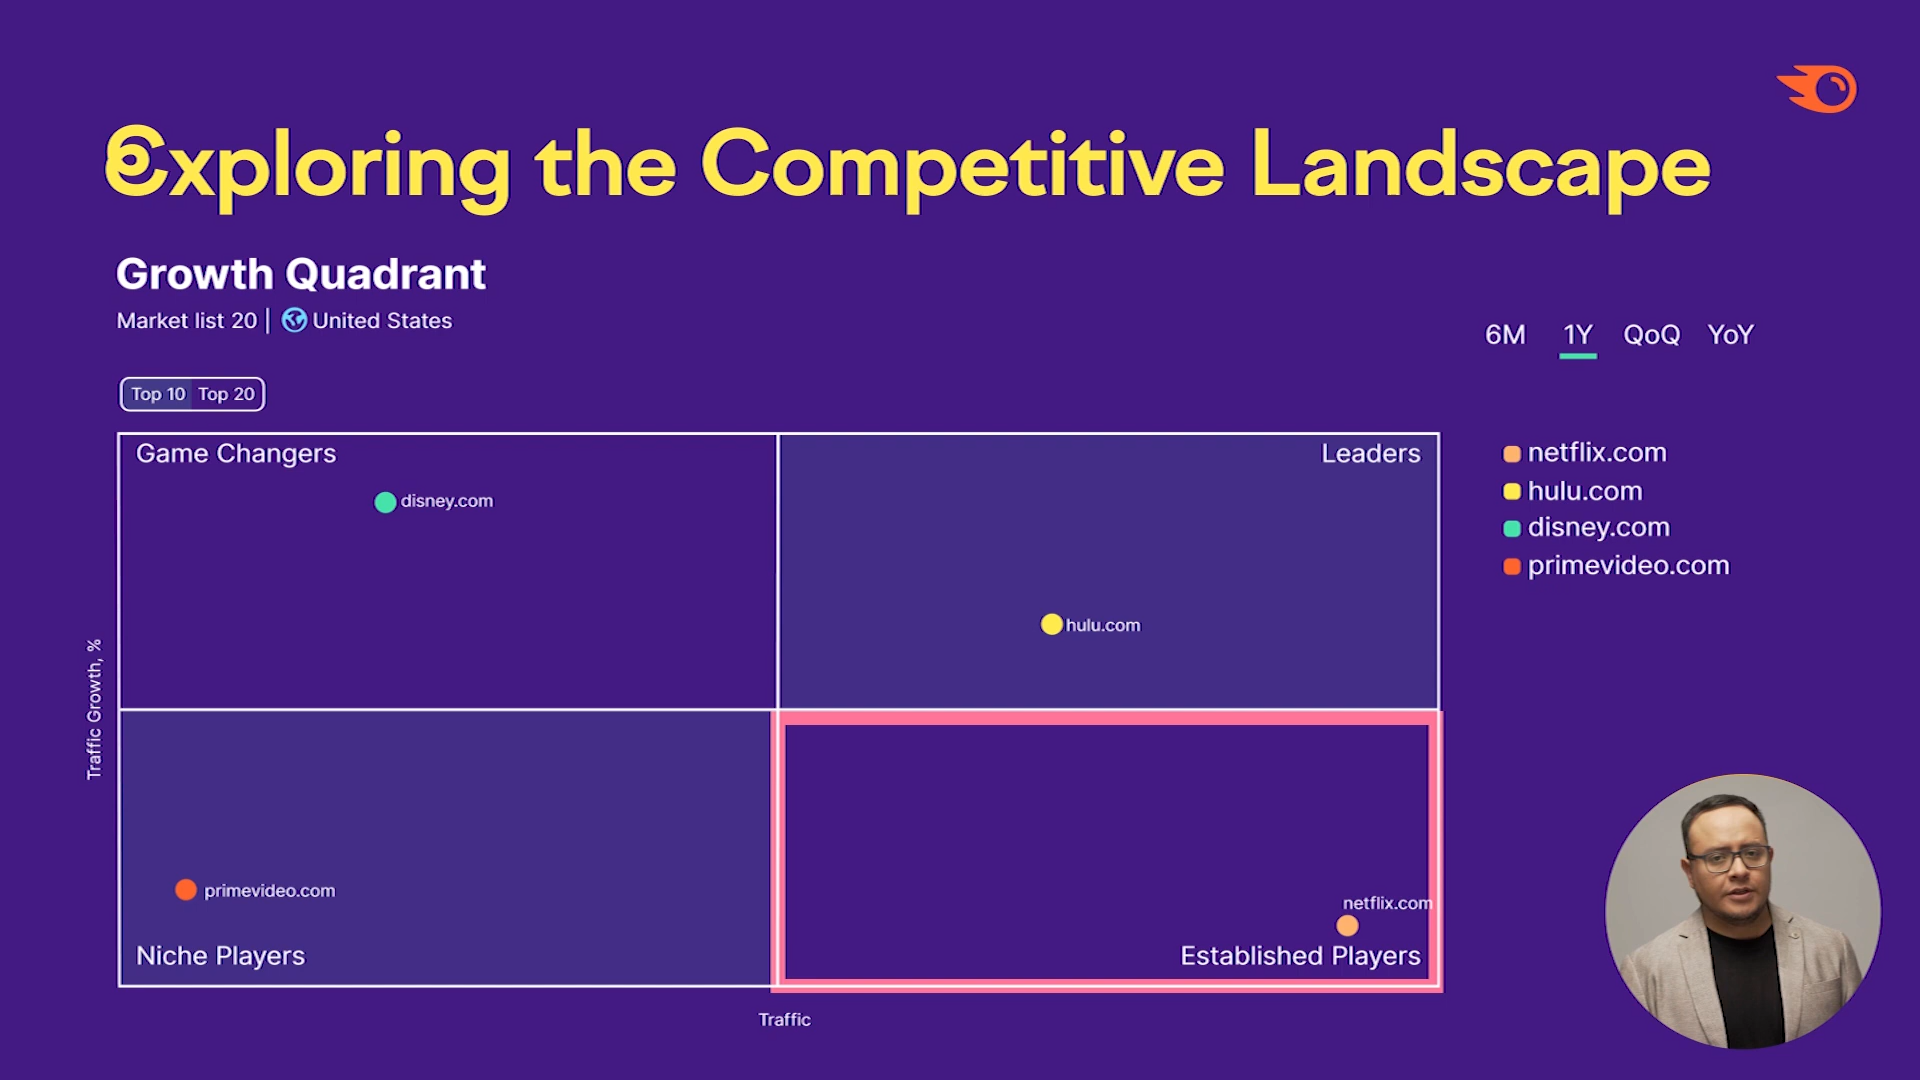 Exploring the Competitive Landscape
Growth Quadrant
Market list 20 | United States
6M 1Y QoQ YoY
Top 10 Top 20
Game Changers
Leaders
disney.com
hulu.com
netflix.com
hulu.com
disney.com
primevideo.com
Traffic Growth, %
primevideo.com
netflix.com
Niche Players
Established Players
Traffic